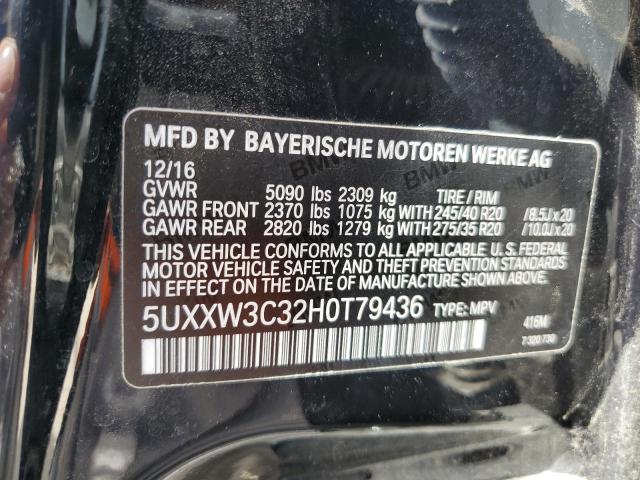 MFD BY BAYERISCHE MOTOREN WERKE AG
12/16
GVWR 5090 lbs 2309 kg TIRE / RIM
GAWR FRONT 2370 lbs 1075 kg WITH 245/40 R20 /8.5J x 20
GAWR REAR 2820 lbs 1279 kg WITH 275/35 R20 /10.0J x 20
THIS VEHICLE CONFORMS TO ALL APPLICABLE U.S. FEDERAL
MOTOR VEHICLE SAFETY AND THEFT PREVENTION STANDARDS
IN EFFECT ON THE DATE OF MANUFACTURE SHOWN ABOVE.
5UXXW3C32H0T79436 TYPE: MPV
416M
7 320 730